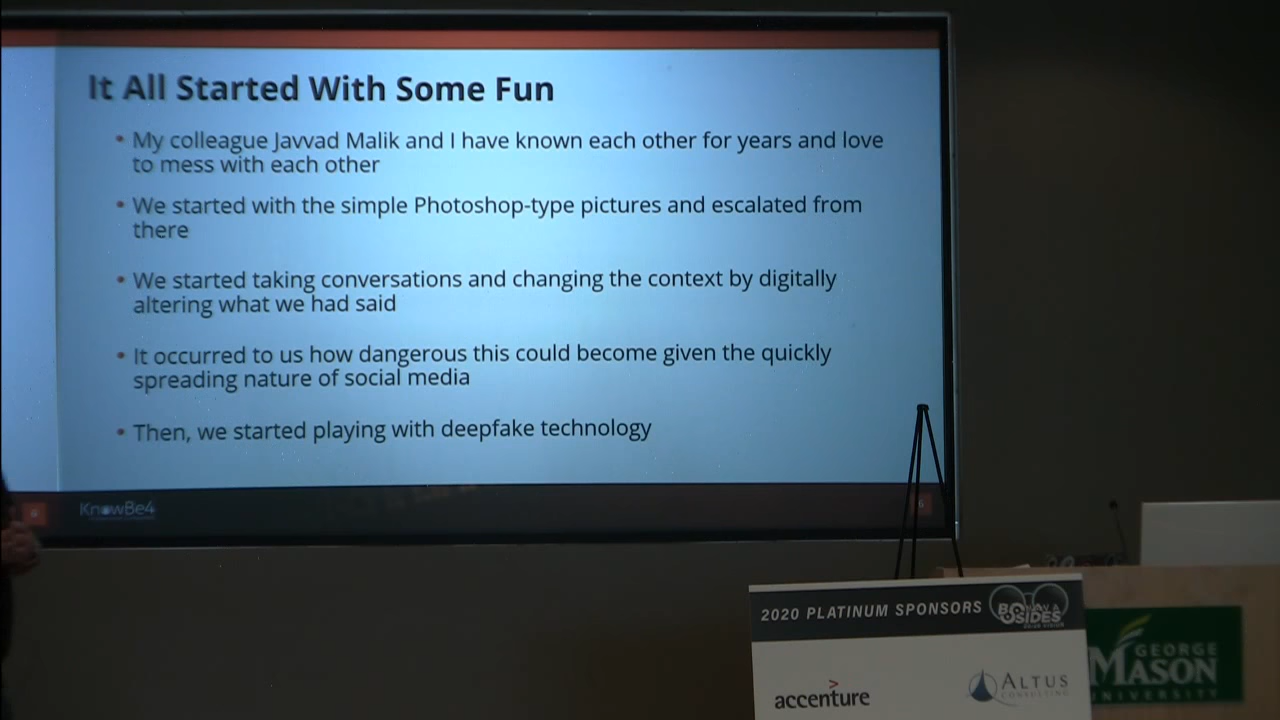 It All Started With Some Fun
• My colleague Javvad Malik and I have known each other for years and love
to mess with each other
• We started with the simple Photoshop-type pictures and escalated from
there
• We started taking conversations and changing the context by digitally
altering what we had said
• It occurred to us how dangerous this could become given the quickly
spreading nature of social media
• Then, we started playing with deepfake technology
KnowBe4
2020 PLATINUM SPONSORS
BSIDES
accenture
ALTUS
CONSULTING
GEORGE
MASON
UNIVERSITY